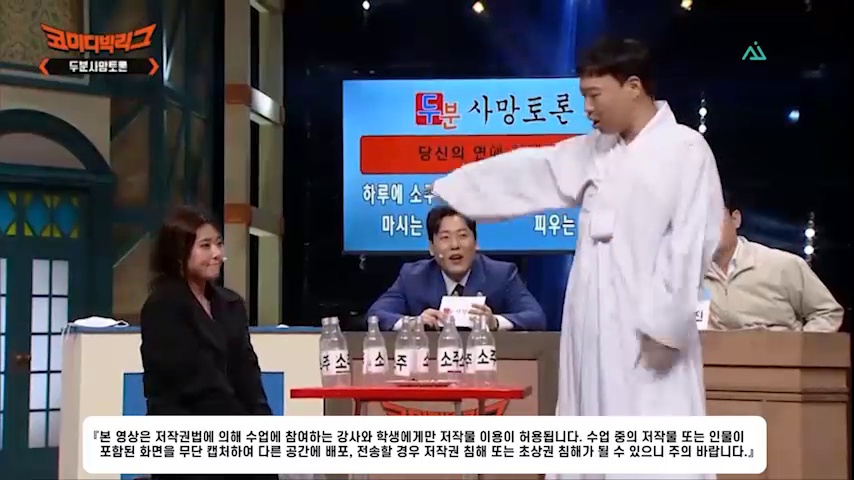 코미디빅리그
두분사망토론
두분 사망토론
당신의 연애
하루에 소주
마시는
피우는
소주
소
주
소주
소
소주
진
『본 영상은 저작권법에 의해 수업에 참여하는 강사와 학생에게만 저작물 이용이 허용됩니다. 수업 중의 저작물 또는 인물이
포함된 화면을 무단 캡처하여 다른 공간에 배포, 전송할 경우 저작권 침해 또는 초상권 침해가 될 수 있으니 주의 바랍니다.』